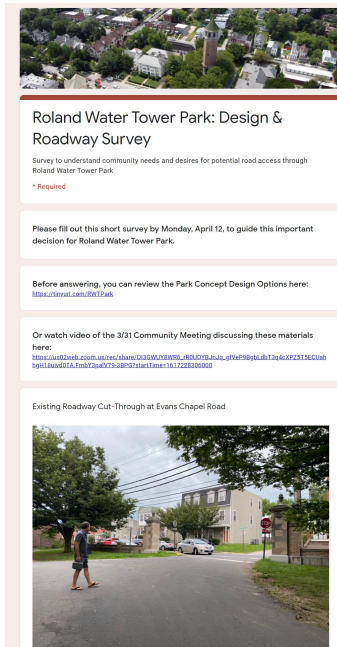 Roland Water Tower Park: Design &
Roadway Survey
Survey to understand community needs and desires for potential road access through
Roland Water Tower Park
* Required
Please fill out this short survey by Monday, April 12, to guide this important
decision for Roland Water Tower Park.
Before answering, you can review the Park Concept Design Options here:
https://tinyurl.com/RWTPark
Or watch video of the 3/31 Community Meeting discussing these materials
here:
Existing Roadway Cut-Through at Evans Chapel Road